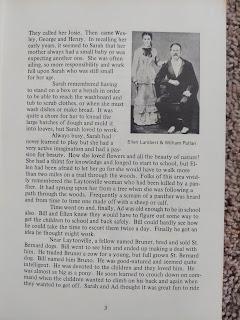 They called her Josie. Then came Wes-
ley, George and Henry. In recalling her
early years, it seemed to Sarah that her
mother always had a small baby or was
expecting another one. She was often
ailing, so more responsibility and work
fell upon Sarah who was still small
for her age.
Sarah remembered having
to stand on a box or a bench in order
to be able to reach the washboard and
tub to scrub clothes, or when she must
wash dishes or make bread. It was
quite a chore for her to knead the
large batches of dough and mold it
into loaves, but Sarah loved to work.
Ellen Lambert & William Pullan
Always busy, Sarah had
never learned to play but she had a
very active imagination and had a pas-
sion for beauty. How she loved flowers and all the beauty of nature!
She had a thirst for knowledge and longed to start to school, but El-
len had been afraid to let her go for she would have to walk more
than two miles on a trail through the woods. Folks of this area vivid-
ly remembered the Laytonville woman who had been killed by a pan-
ther. It had sprung upon her from a tree when she was following a
path through the woods. Frequently a scream of a panther was heard
and from time to time one made off with a sheep or calf.
Time went on and, finally, Ad was old enough to be in school
also. Bill and Ellen knew they would have to figure out some way to
get the children to school and back safely. Bill could hardly see how
he could take the time to escort them twice a day. Finally he got an
idea he thought might work.
Near Laytonville, a fellow named Bruner, bred and sold St.
Bernard dogs. Bill went to see him and ended up making a deal with
him. He traded Bruner a cow for a young, but full grown St. Bernard
dog. Bill named him Bruno. He was good-natured and seemed quite
intelligent. He was devoted to the children and they loved him. He
was almost as big as a pony. He soon learned to crouch down on com-
mand when the children wanted to climb on his back and again when
they wanted to get off. Sarah and Ad thought it was great fun to ride
3